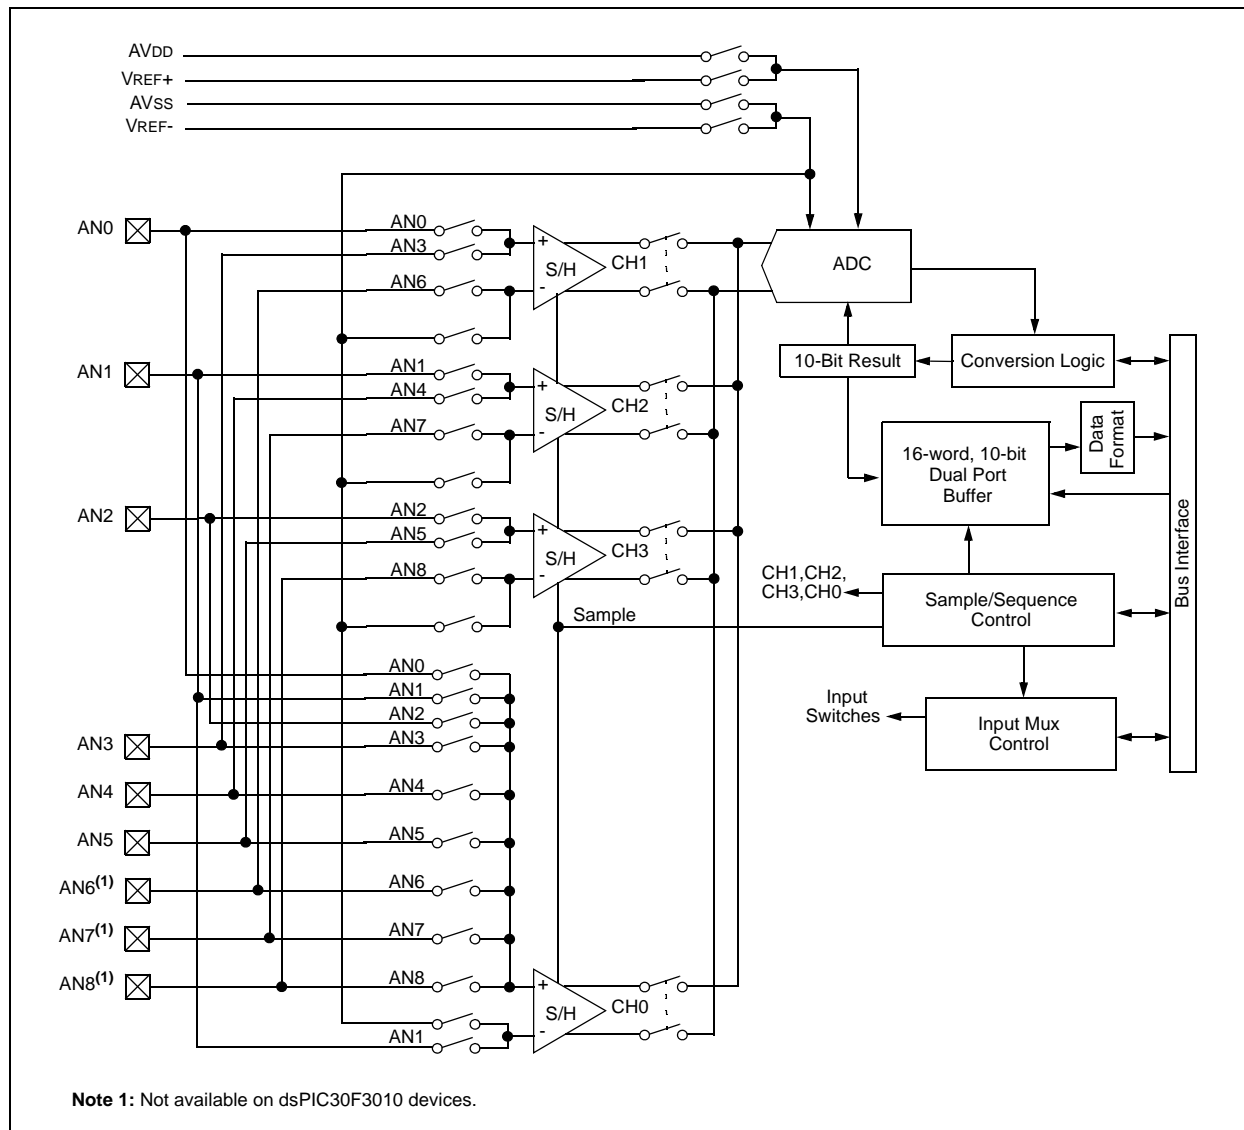 AVDD
VREF+
AVSS
VREF-
AN0
AN0
AN3
AN6
+
-
S/H
CH1
ADC
10-Bit Result
Conversion Logic
AN1
AN1
AN4
AN7
+
-
S/H
CH2
16-word, 10-bit
Dual Port
Buffer
Data
Format
Bus Interface
AN2
AN2
AN5
AN8
+
-
S/H
CH3
Sample
CH1,CH2,
CH3,CH0
Sample/Sequence
Control
Input
Switches
Input Mux
Control
AN0
AN1
AN2
AN3
AN3
AN4
AN4
AN5
AN5
AN6(1)
AN6
AN7(1)
AN7
AN8(1)
AN8
AN1
+
-
S/H
CH0
Note 1: Not available on dsPIC30F3010 devices.